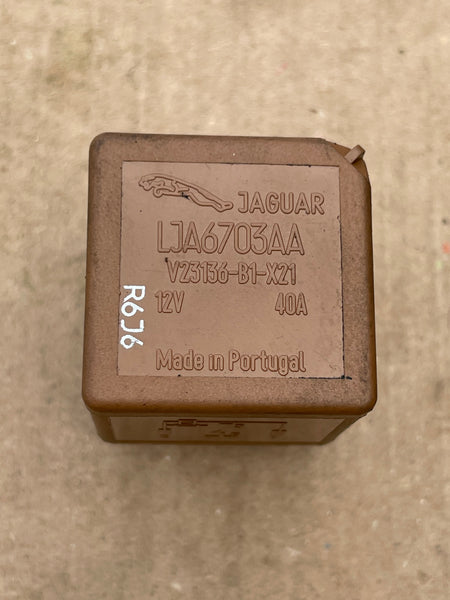 JAGUAR
LJA6703AA
V23136-B1-X21
12V 40A
Made in Portugal
R6J6